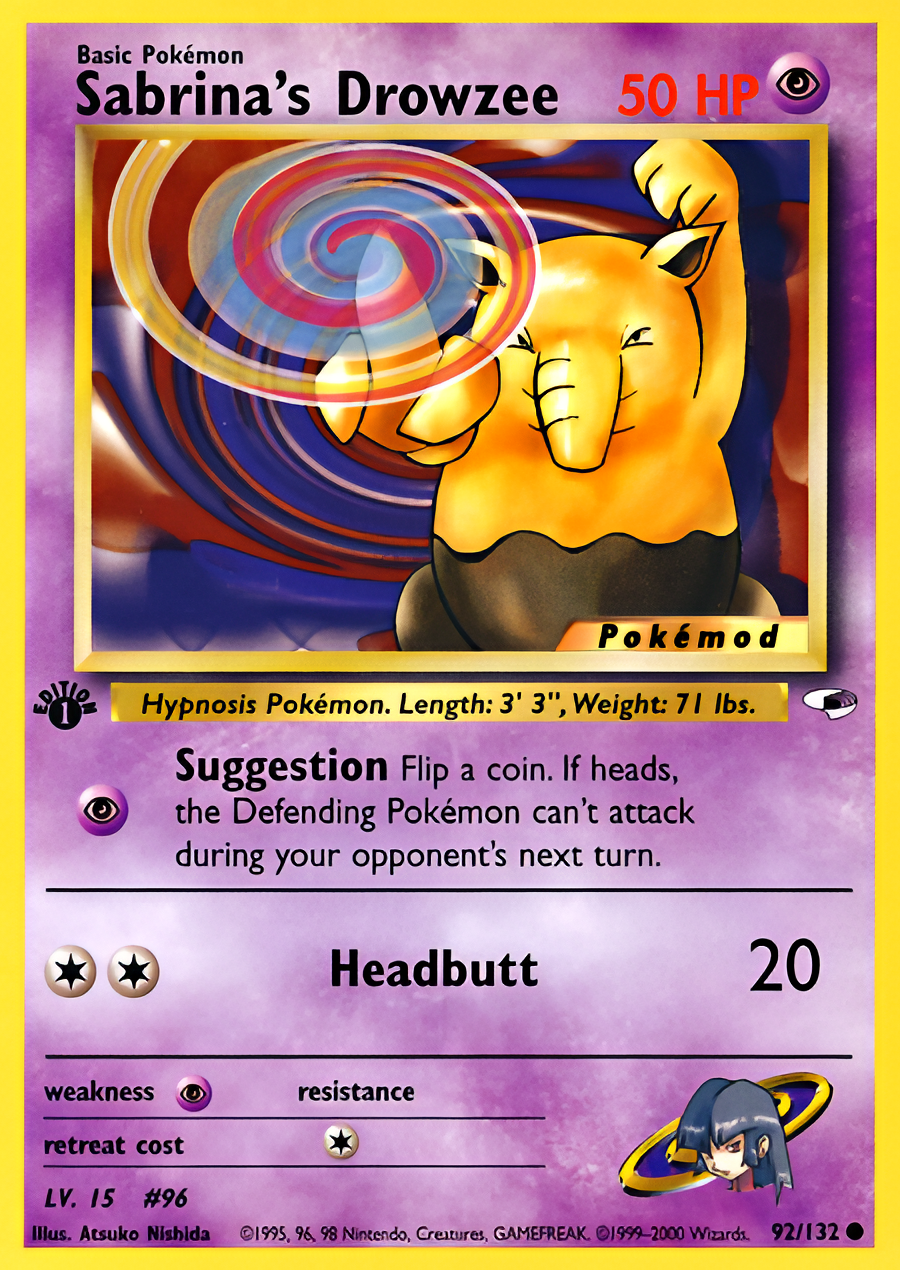 Basic Pokémon
Sabrina's Drowzee 50 HP
Pokémod
EDITION
1
Hypnosis Pokémon. Length: 3' 3", Weight: 71 lbs.
Suggestion Flip a coin. If heads,
the Defending Pokémon can't attack
during your opponent's next turn.
Headbutt 20
weakness resistance
retreat cost
LV. 15 #96
Illus. Atsuko Nishida ©1995, 96, 98 Nintendo, Creatures, GAMEFREAK. ©1999–2000 Wizards. 92/132